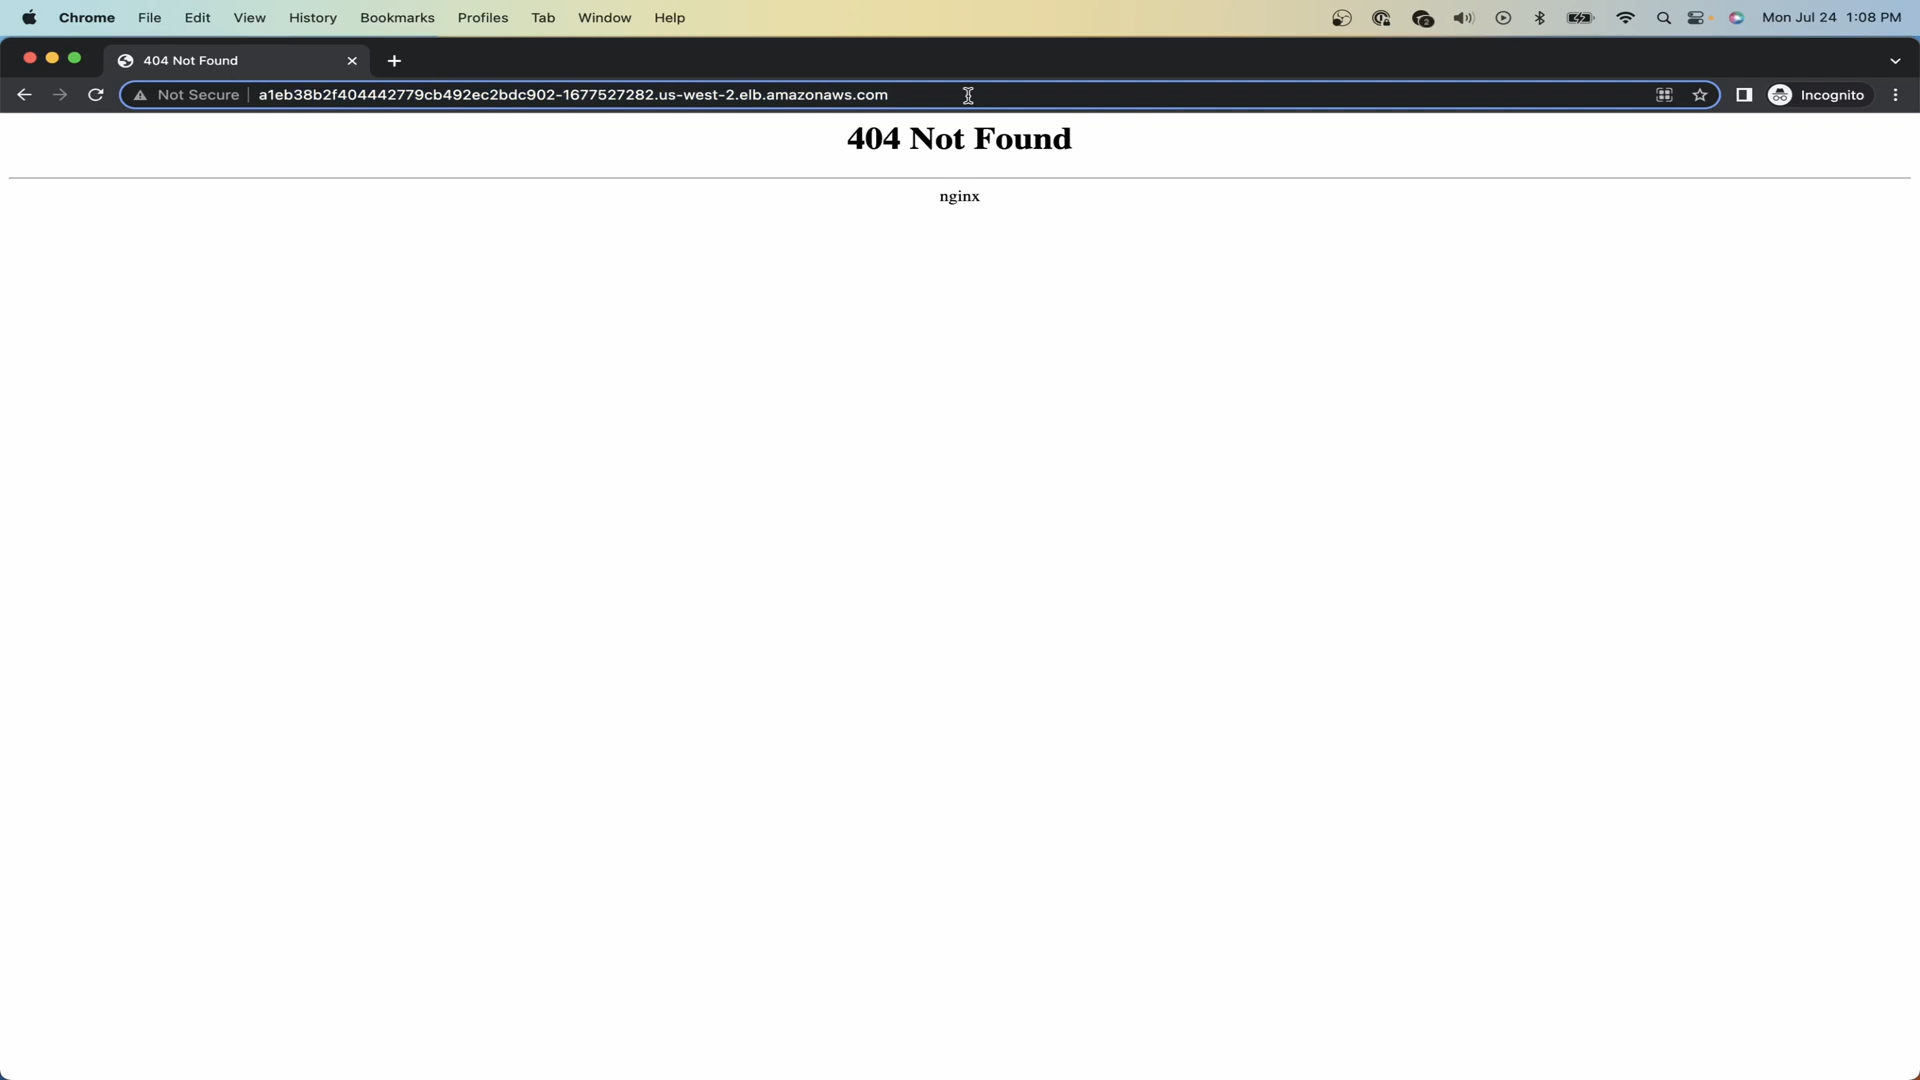 Chrome File Edit View History Bookmarks Profiles Tab Window Help 2 Mon Jul 24 1:08 PM
404 Not Found
Not Secure a1eb38b2f404442779cb492ec2bdc902-1677527282.us-west-2.elb.amazonaws.com Incognito
404 Not Found
nginx